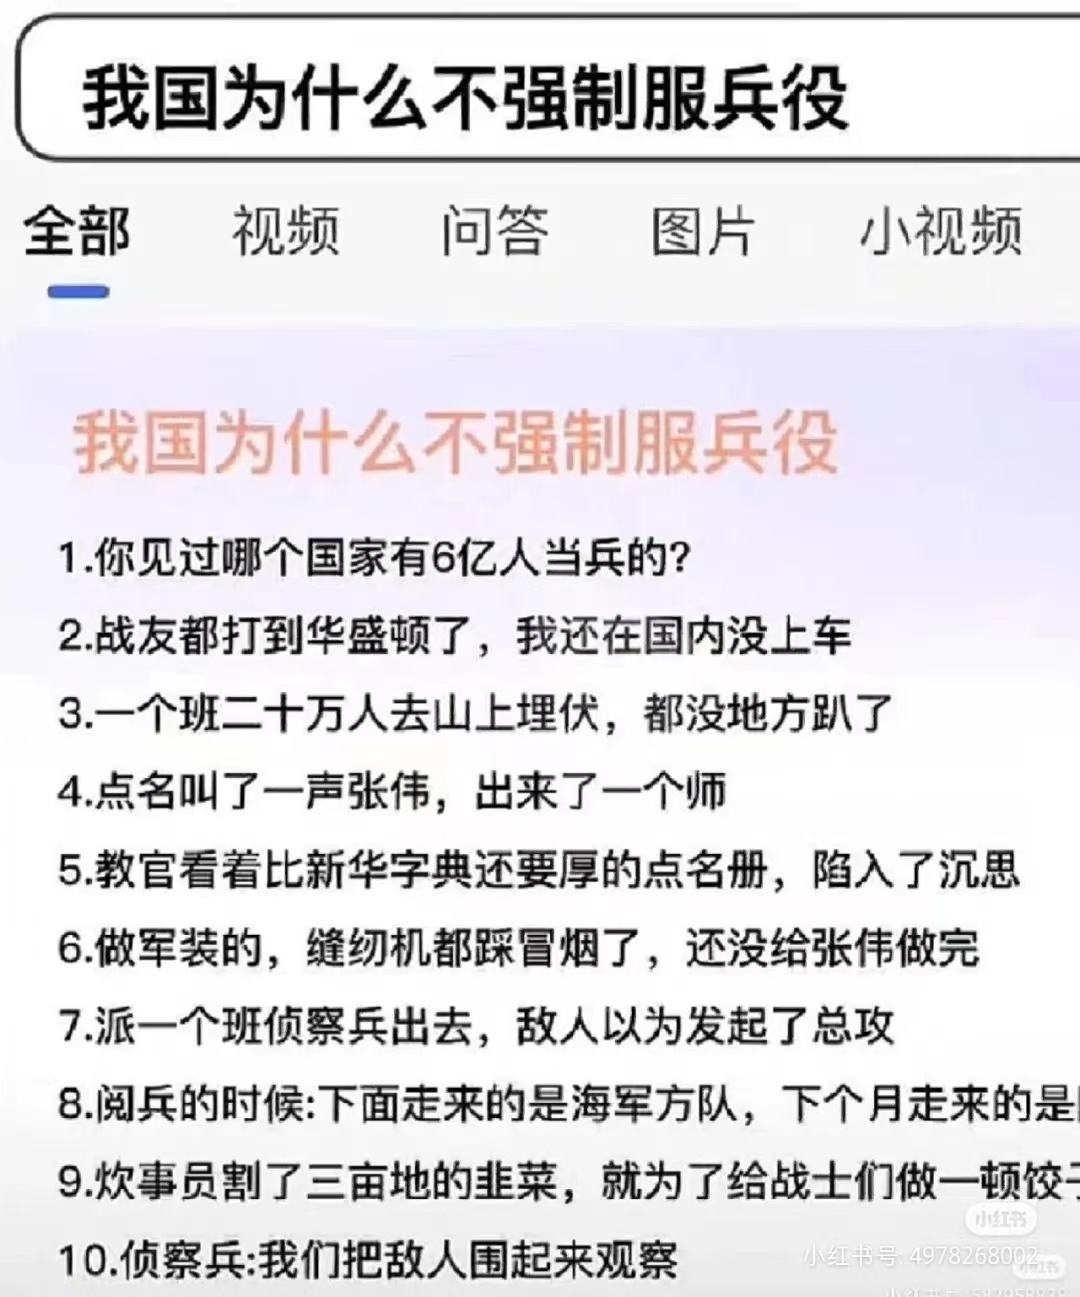 我国为什么不强制服兵役
全部 视频 问答 图片 小视频
我国为什么不强制服兵役
1.你见过哪个国家有6亿人当兵的?
2.战友都打到华盛顿了，我还在国内没上车
3.一个班二十万人去山上埋伏，都没地方趴了
4.点名叫了一声张伟，出来了一个师
5.教官看着比新华字典还要厚的点名册，陷入了沉思
6.做军装的，缝纫机都踩冒烟了，还没给张伟做完
7.派一个班侦察兵出去，敌人以为发起了总攻
8.阅兵的时候:下面走来的是海军方队，下个月走来的是
9.炊事员割了三亩地的韭菜，就为了给战士们做一顿饺子
小红书
10.侦察兵:我们把敌人围起来观察
小红书号: 4978268002
小红书